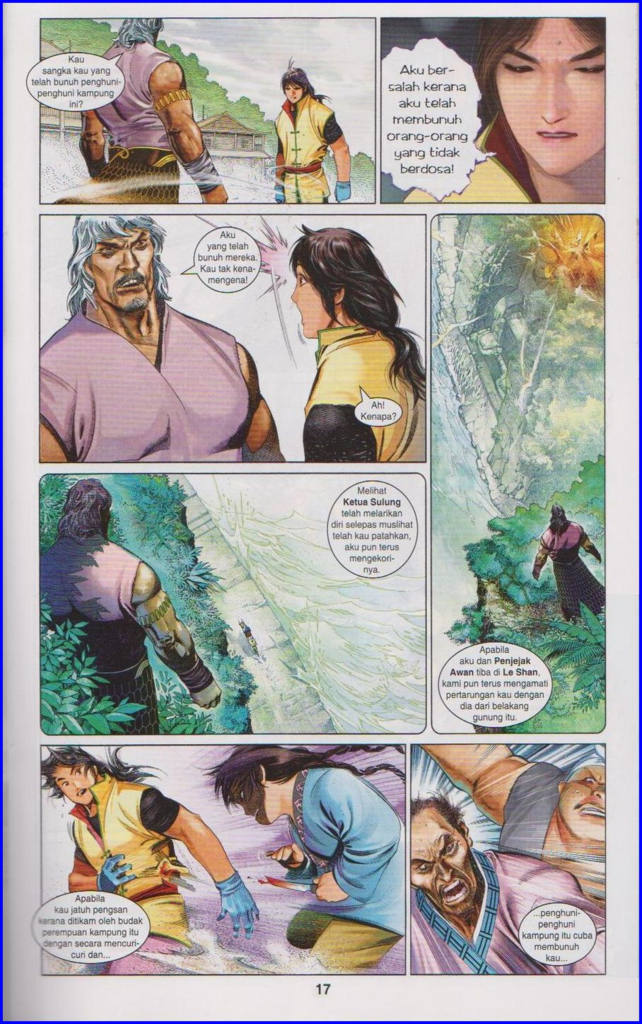 Kau
sangka kau yang
telah bunuh penghuni-
penghuni kampung
ini?
Aku ber-
salah kerana
aku telah
membunuh
orang-orang
yang tidak
berdosa!
Aku
yang telah
bunuh mereka.
Kau tak kena-
mengena!
Ah!
Kenapa?
Apabila
aku dan Penjejak
Awan tiba di Le Shan,
kami pun terus mengamati
pertarungan kau dengan
dia dari belakang
gunung itu.
Melihat
Ketua Sulung
telah melarikan
diri selepas muslihat
telah kau patahkan,
aku pun terus
mengekori-
nya.
Apabila
kau jatuh pengsan
kerana ditikam oleh budak
perempuan kampung itu
dengan secara mencuri-
curi dan...
...penghuni-
penghuni
kampung itu cuba
membunuh
kau...
17